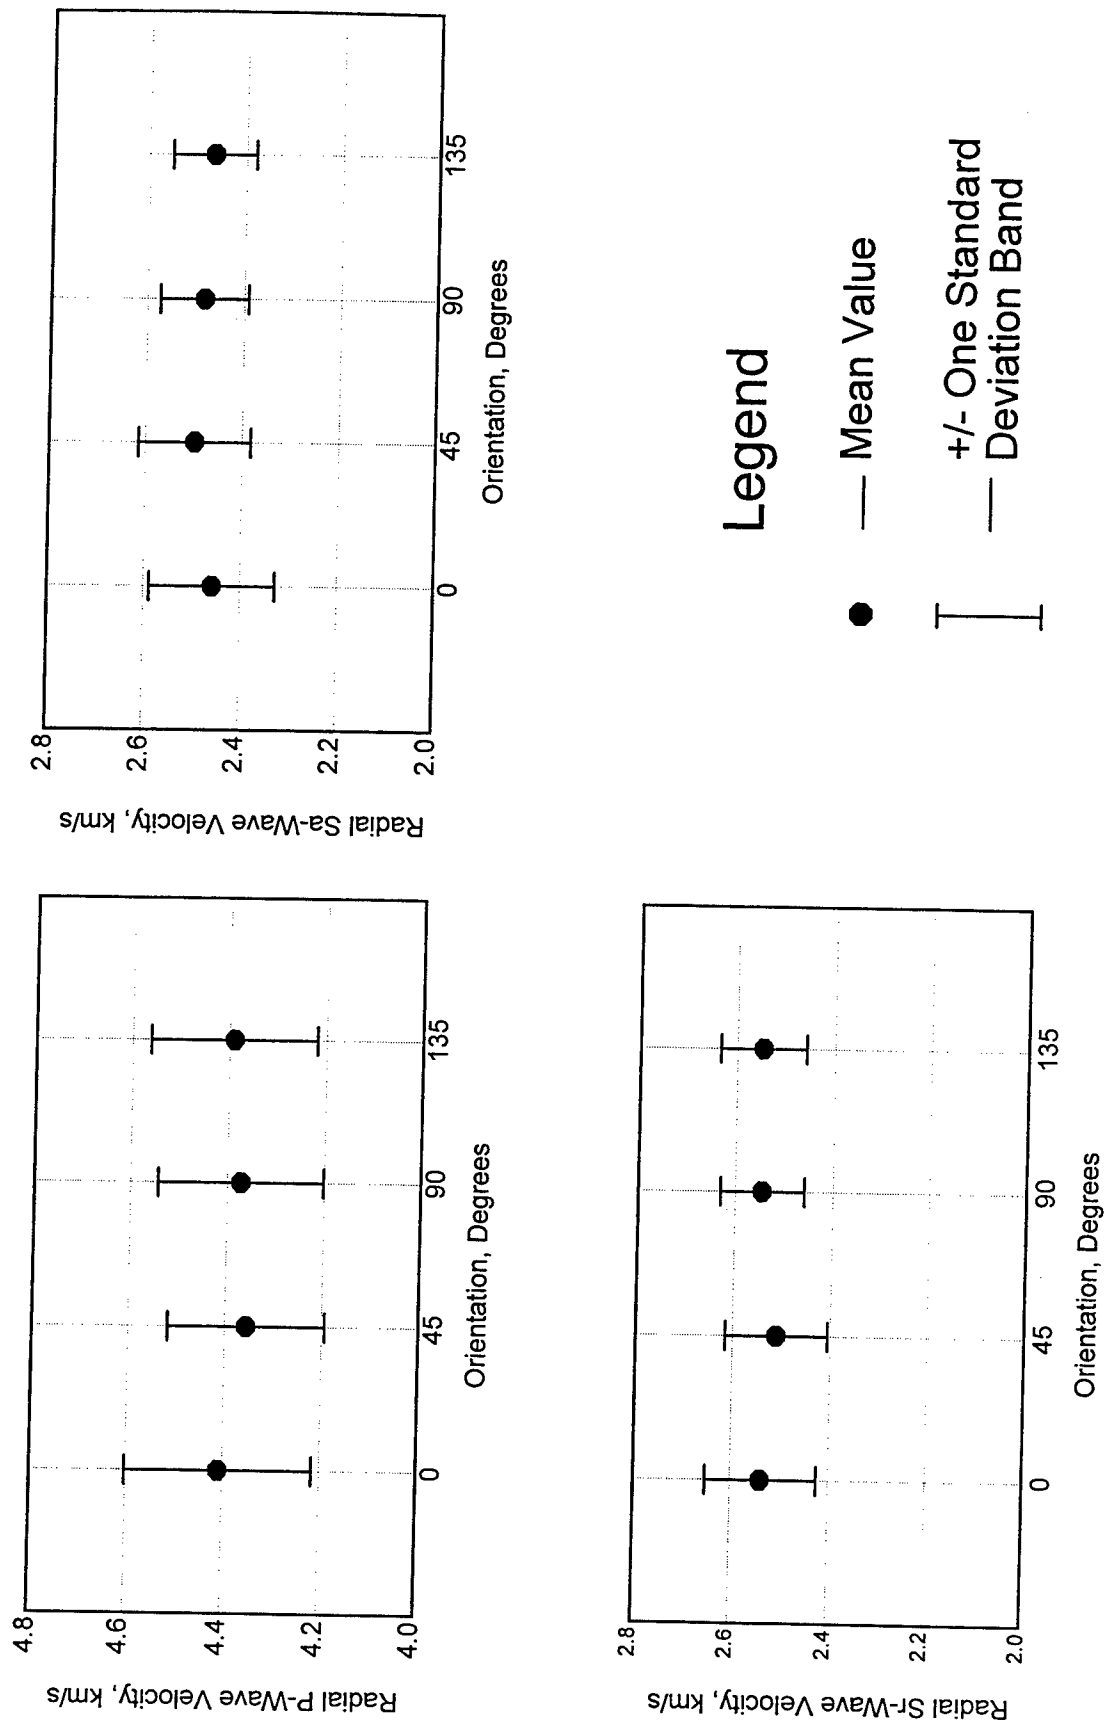 Radial P-Wave Velocity, km/s
4.8
4.6
4.4
4.2
4.0
0
45
90
135
Orientation, Degrees
Radial Sa-Wave Velocity, km/s
2.8
2.6
2.4
2.2
2.0
0
45
90
135
Orientation, Degrees
Radial Sr-Wave Velocity, km/s
2.8
2.6
2.4
2.2
2.0
0
45
90
135
Orientation, Degrees
Legend
— Mean Value
+/- One Standard
— Deviation Band